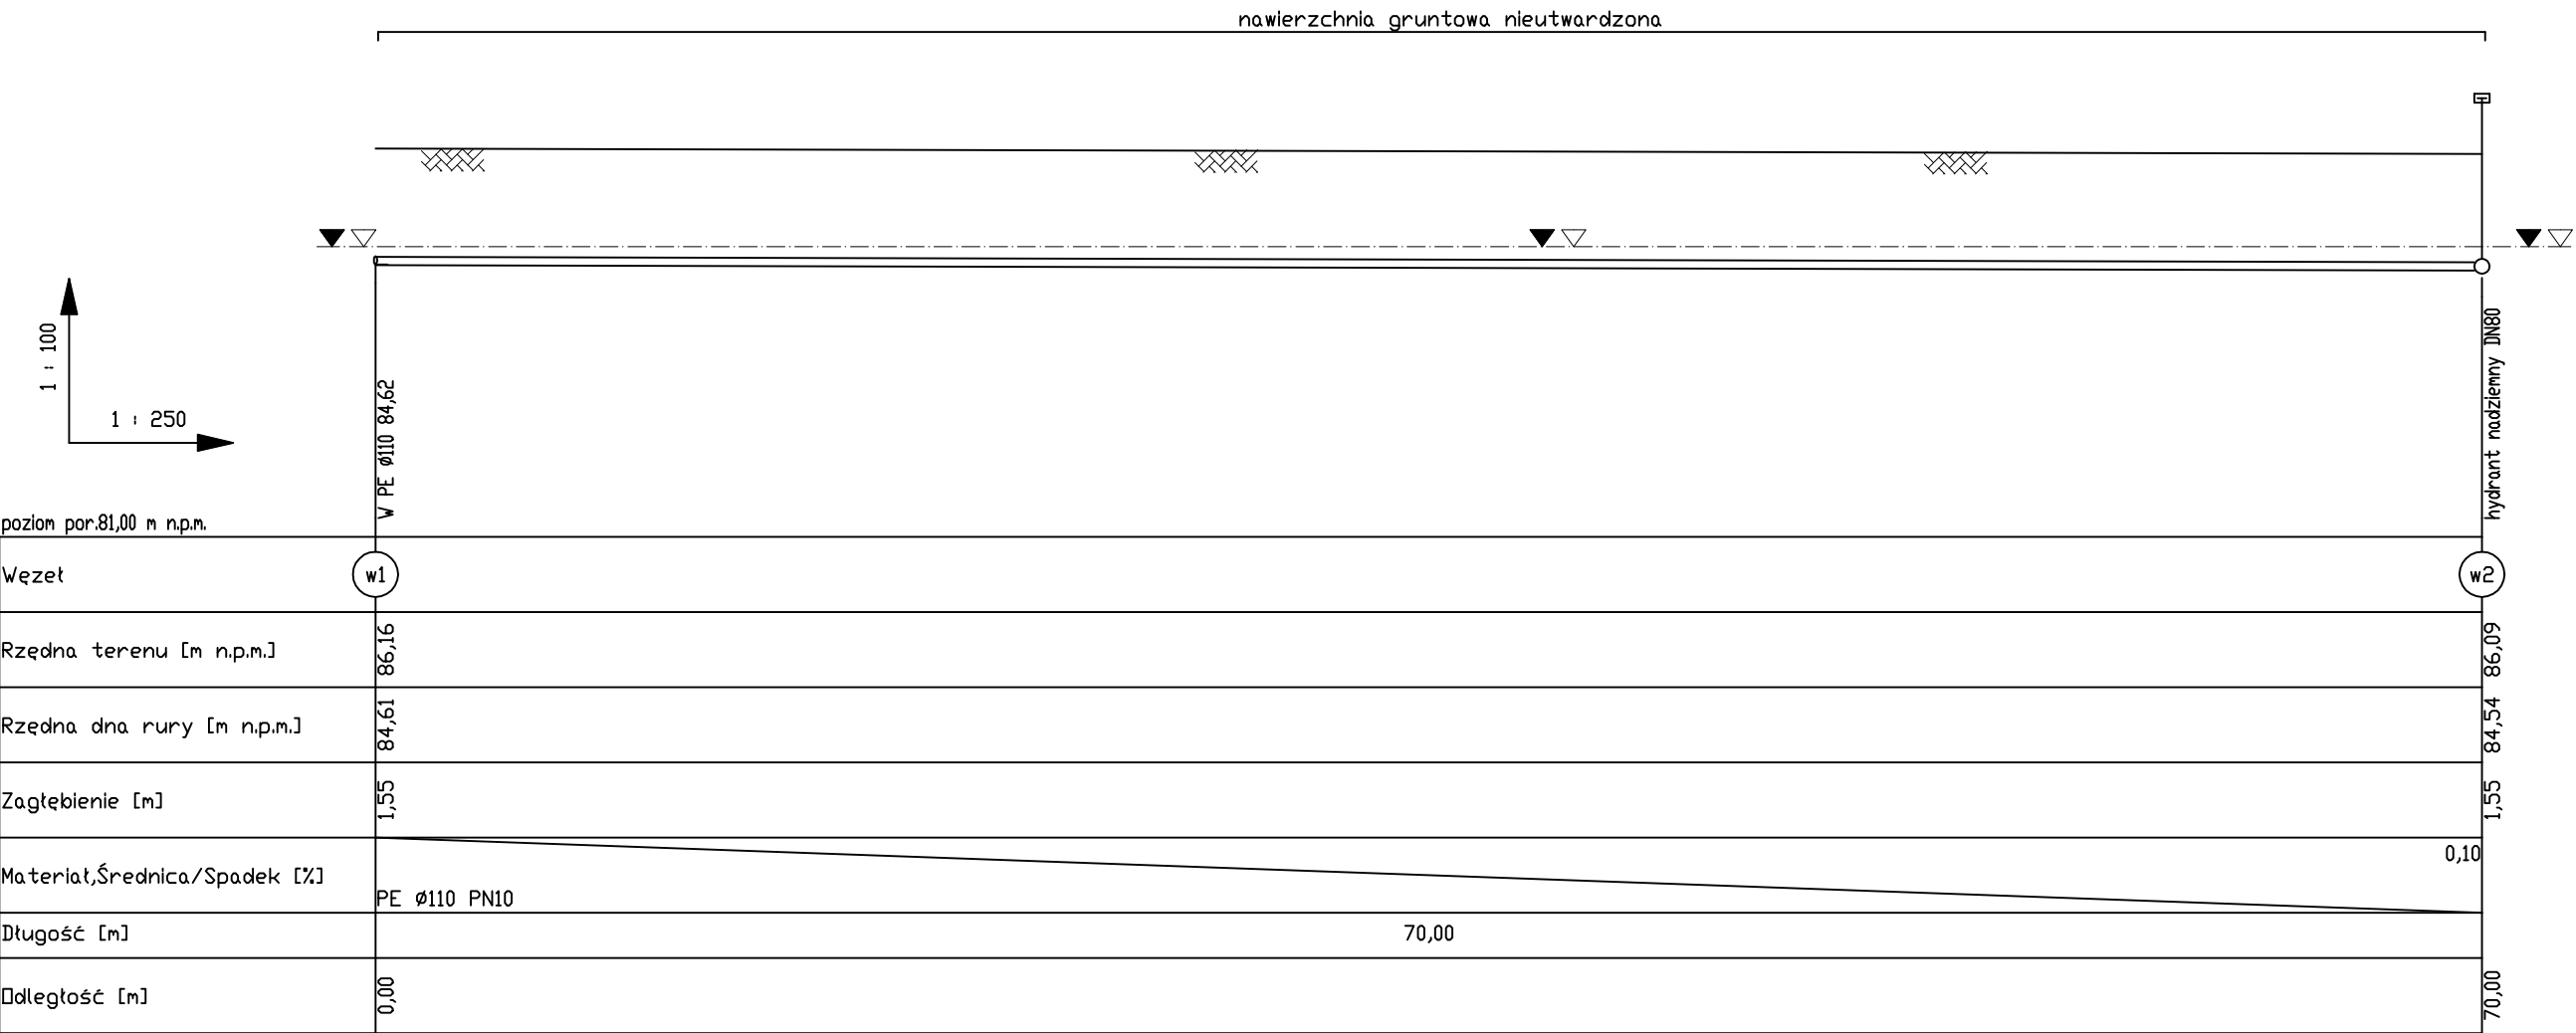 nawierzchnia gruntowa nieutwardzona
1 : 100
1 : 250
W PE ø110 84,62
hydrant nadziemny DN80
poziom por.81,00 m n.p.m.
Węzeł w1 w2
Rzędna terenu [m n.p.m.] 86,16 86,09
Rzędna dna rury [m n.p.m.] 84,61 84,54
Zagłębienie [m] 1,55 1,55
Materiał,Średnica/Spadek [%] PE ø110 PN10 0,10
Długość [m] 70,00
Odległość [m] 0,00 70,00